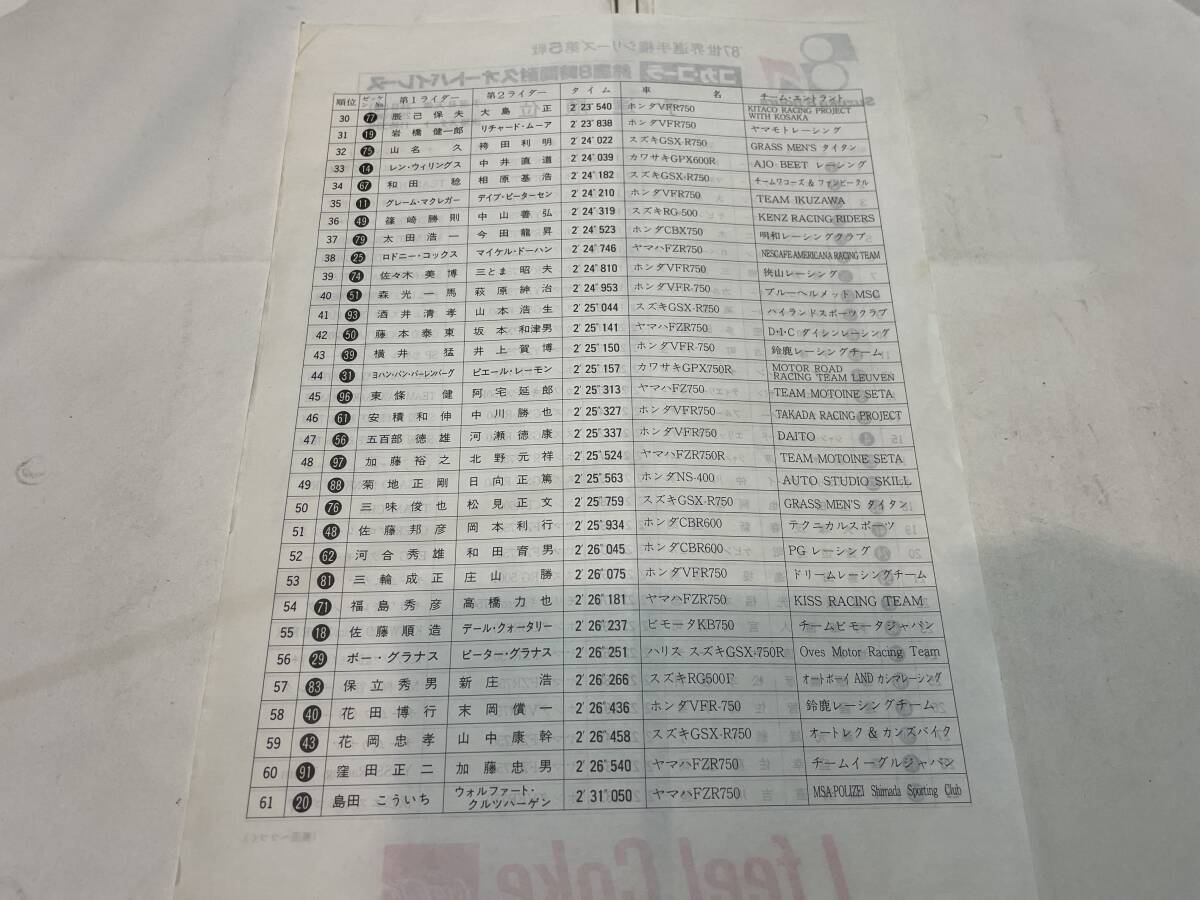 順位 ゼッケンNo. 第1ライダー 第2ライダー タイム 車名 チーム・エントラント
30 77 辰己保夫 大島正 2'23"540 ホンダVFR750 KITACO RACING PROJECT WITH KOSAKA
31 19 岩橋健一郎 リチャード・ムーア 2'23"838 ホンダVFR750 ヤマモトレーシング
32 75 山名久 袴田利明 2'24"022 スズキGSX-R750 GRASS MEN'S タイタン
33 14 レン・ウィリングス 中井直道 2'24"039 カワサキGPX600R AJO BEET レーシング
34 67 和田稔 相原基浩 2'24"182 スズキGSX-R750 チームワコーズ & ファンビークル
35 11 グレーム・マクレガー デイブ・ピーターセン 2'24"210 ホンダVFR750 TEAM IKUZAWA
36 49 篠崎勝則 中山善弘 2'24"319 スズキRG-500 KENZ RACING RIDERS
37 79 太田浩一 今田龍昇 2'24"523 ホンダCBX750 明和レーシングクラブ
38 25 ロドニー・コックス マイケル・ドーハン 2'24"746 ヤマハFZR750 NESCAFE AMERICANA RACING TEAM
39 74 佐々木美博 三とま昭夫 2'24"810 ホンダVFR750 狭山レーシング
40 51 森光一馬 萩原紳治 2'24"953 ホンダVFR-750 ブルーヘルメット MSC
41 93 酒井清孝 山本浩生 2'25"044 スズキGSX-R750 ハイランドスポーツクラブ
42 50 藤本泰東 坂本和津男 2'25"141 ヤマハFZR750 D・I・C ダイシンレーシング
43 39 横井猛 井上賀博 2'25"150 ホンダVFR-750 鈴鹿レーシングチーム
44 31 ヨハン・バン・バーレンバーグ ピエール・レーモン 2'25"157 カワサキGPX750R MOTOR ROAD RACING TEAM LEUVEN
45 96 東條健 阿宅延郎 2'25"313 ヤマハFZ750 TEAM MOTOINE SETA
46 61 安積和伸 中川勝也 2'25"327 ホンダVFR750 TAKADA RACING PROJECT
47 56 五百部徳雄 河瀬徳康 2'25"337 ホンダVFR750 DAITO
48 97 加藤裕之 北野元祥 2'25"524 ヤマハFZR750R TEAM MOTOINE SETA
49 88 菊地正剛 日向正篤 2'25"563 ホンダNS-400 AUTO STUDIO SKILL
50 76 三味俊也 松見正文 2'25"759 スズキGSX-R750 GRASS MEN'S タイタン
51 48 佐藤邦彦 岡本利行 2'25"934 ホンダCBR600 テクニカルスポーツ
52 62 河合秀雄 和田育男 2'26"045 ホンダCBR600 PG レーシング
53 81 三輪成正 庄山勝 2'26"075 ホンダVFR750 ドリームレーシングチーム
54 71 福島秀彦 高橋力也 2'26"181 ヤマハFZR750 KISS RACING TEAM
55 18 佐藤順造 デール・クォータリー 2'26"237 ビモータKB750 チームビモータジャパン
56 29 ボー・グラナス ピーター・グラナス 2'26"251 ハリス スズキGSX-750R Oves Motor Racing Team
57 83 保立秀男 新庄浩 2'26"266 スズキRG500Γ オートボーイ AND カシマレーシング
58 40 花田博行 末岡償一 2'26"436 ホンダVFR-750 鈴鹿レーシングチーム
59 43 花岡忠孝 山中康幹 2'26"458 スズキGSX-R750 オートレク & カンズバイク
60 91 窪田正二 加藤忠男 2'26"540 ヤマハFZR750 チームイーグルジャパン
61 20 島田こういち ウォルファート・クルツハーゲン 2'31"050 ヤマハFZR750 MSA-POLIZEI Shimada Sporting Club